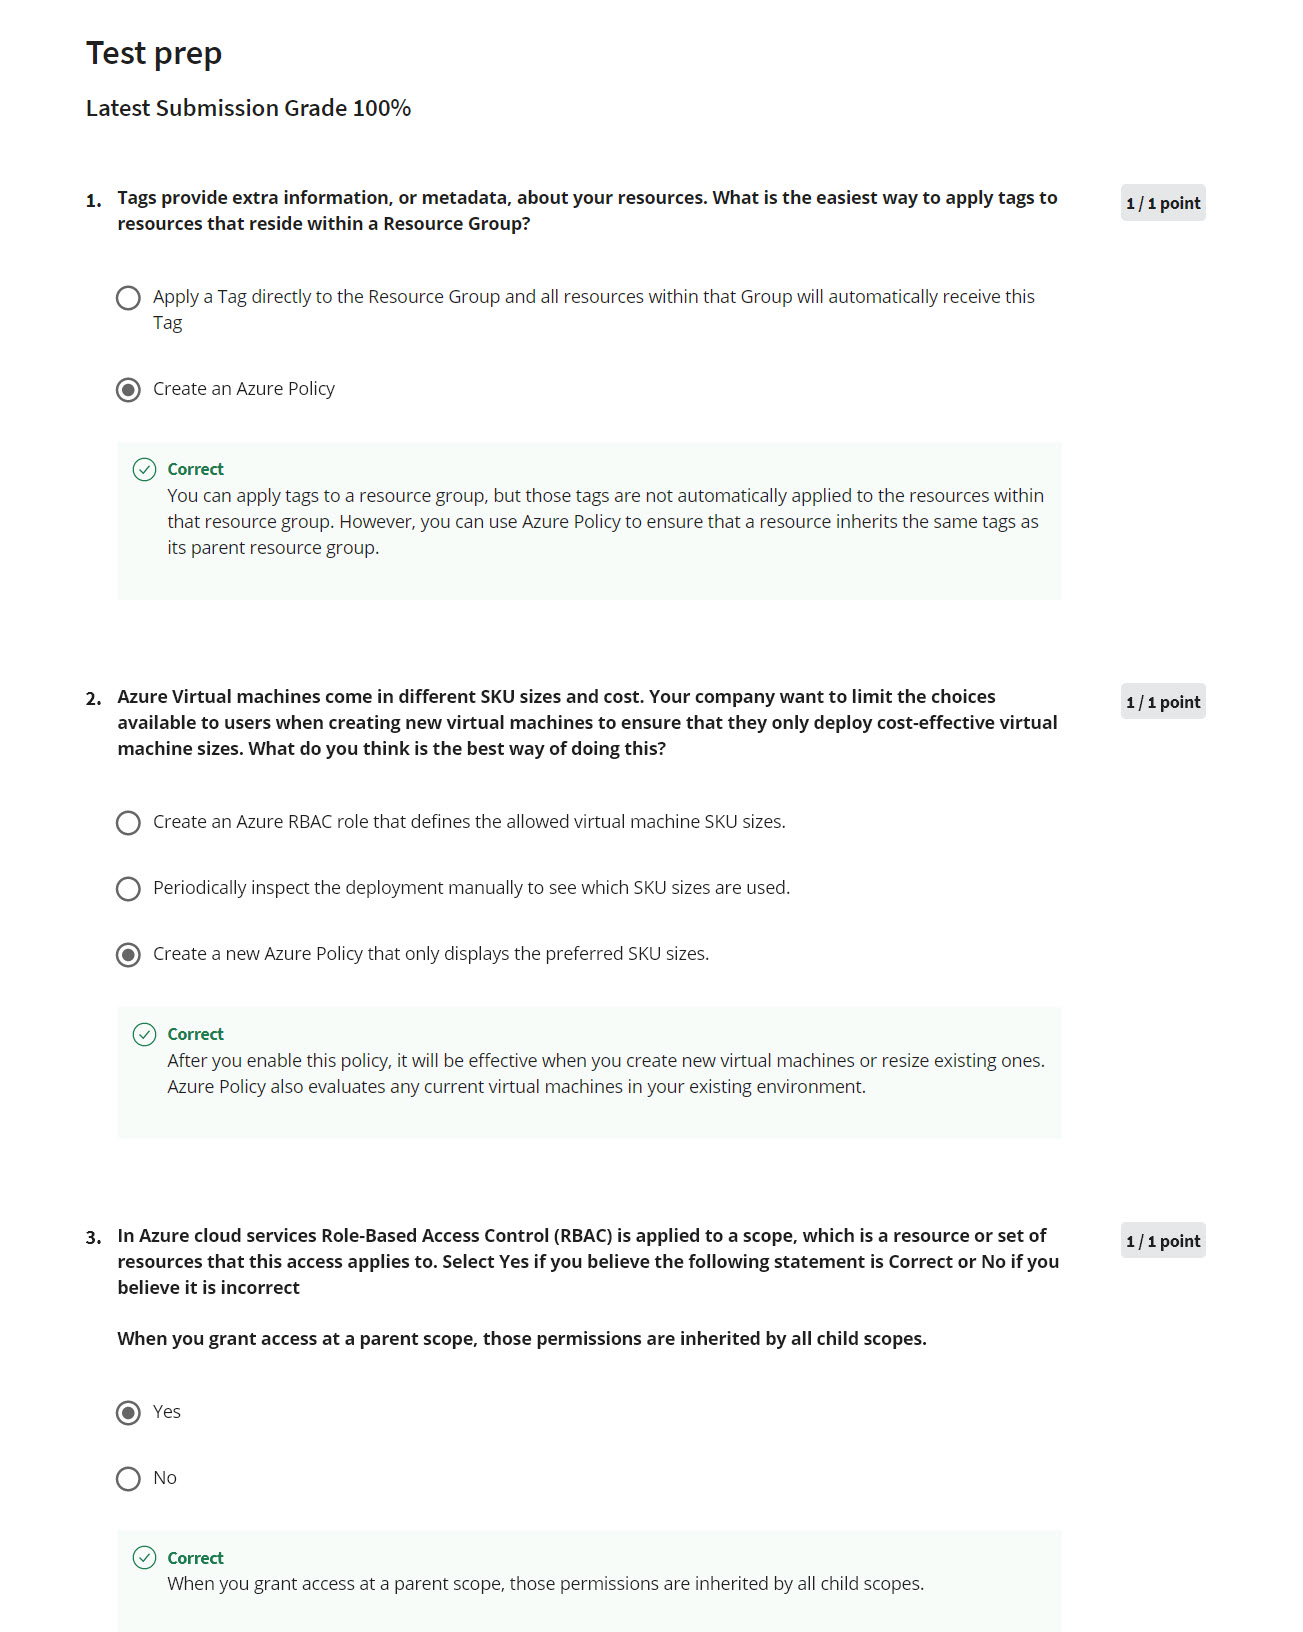 Test prep
Latest Submission Grade 100%
1. Tags provide extra information, or metadata, about your resources. What is the easiest way to apply tags to
resources that reside within a Resource Group?
1 / 1 point
Apply a Tag directly to the Resource Group and all resources within that Group will automatically receive this
Tag
Create an Azure Policy
Correct
You can apply tags to a resource group, but those tags are not automatically applied to the resources within
that resource group. However, you can use Azure Policy to ensure that a resource inherits the same tags as
its parent resource group.
2. Azure Virtual machines come in different SKU sizes and cost. Your company want to limit the choices
available to users when creating new virtual machines to ensure that they only deploy cost-effective virtual
machine sizes. What do you think is the best way of doing this?
1 / 1 point
Create an Azure RBAC role that defines the allowed virtual machine SKU sizes.
Periodically inspect the deployment manually to see which SKU sizes are used.
Create a new Azure Policy that only displays the preferred SKU sizes.
Correct
After you enable this policy, it will be effective when you create new virtual machines or resize existing ones.
Azure Policy also evaluates any current virtual machines in your existing environment.
3. In Azure cloud services Role-Based Access Control (RBAC) is applied to a scope, which is a resource or set of
resources that this access applies to. Select Yes if you believe the following statement is Correct or No if you
believe it is incorrect
1 / 1 point
When you grant access at a parent scope, those permissions are inherited by all child scopes.
Yes
No
Correct
When you grant access at a parent scope, those permissions are inherited by all child scopes.